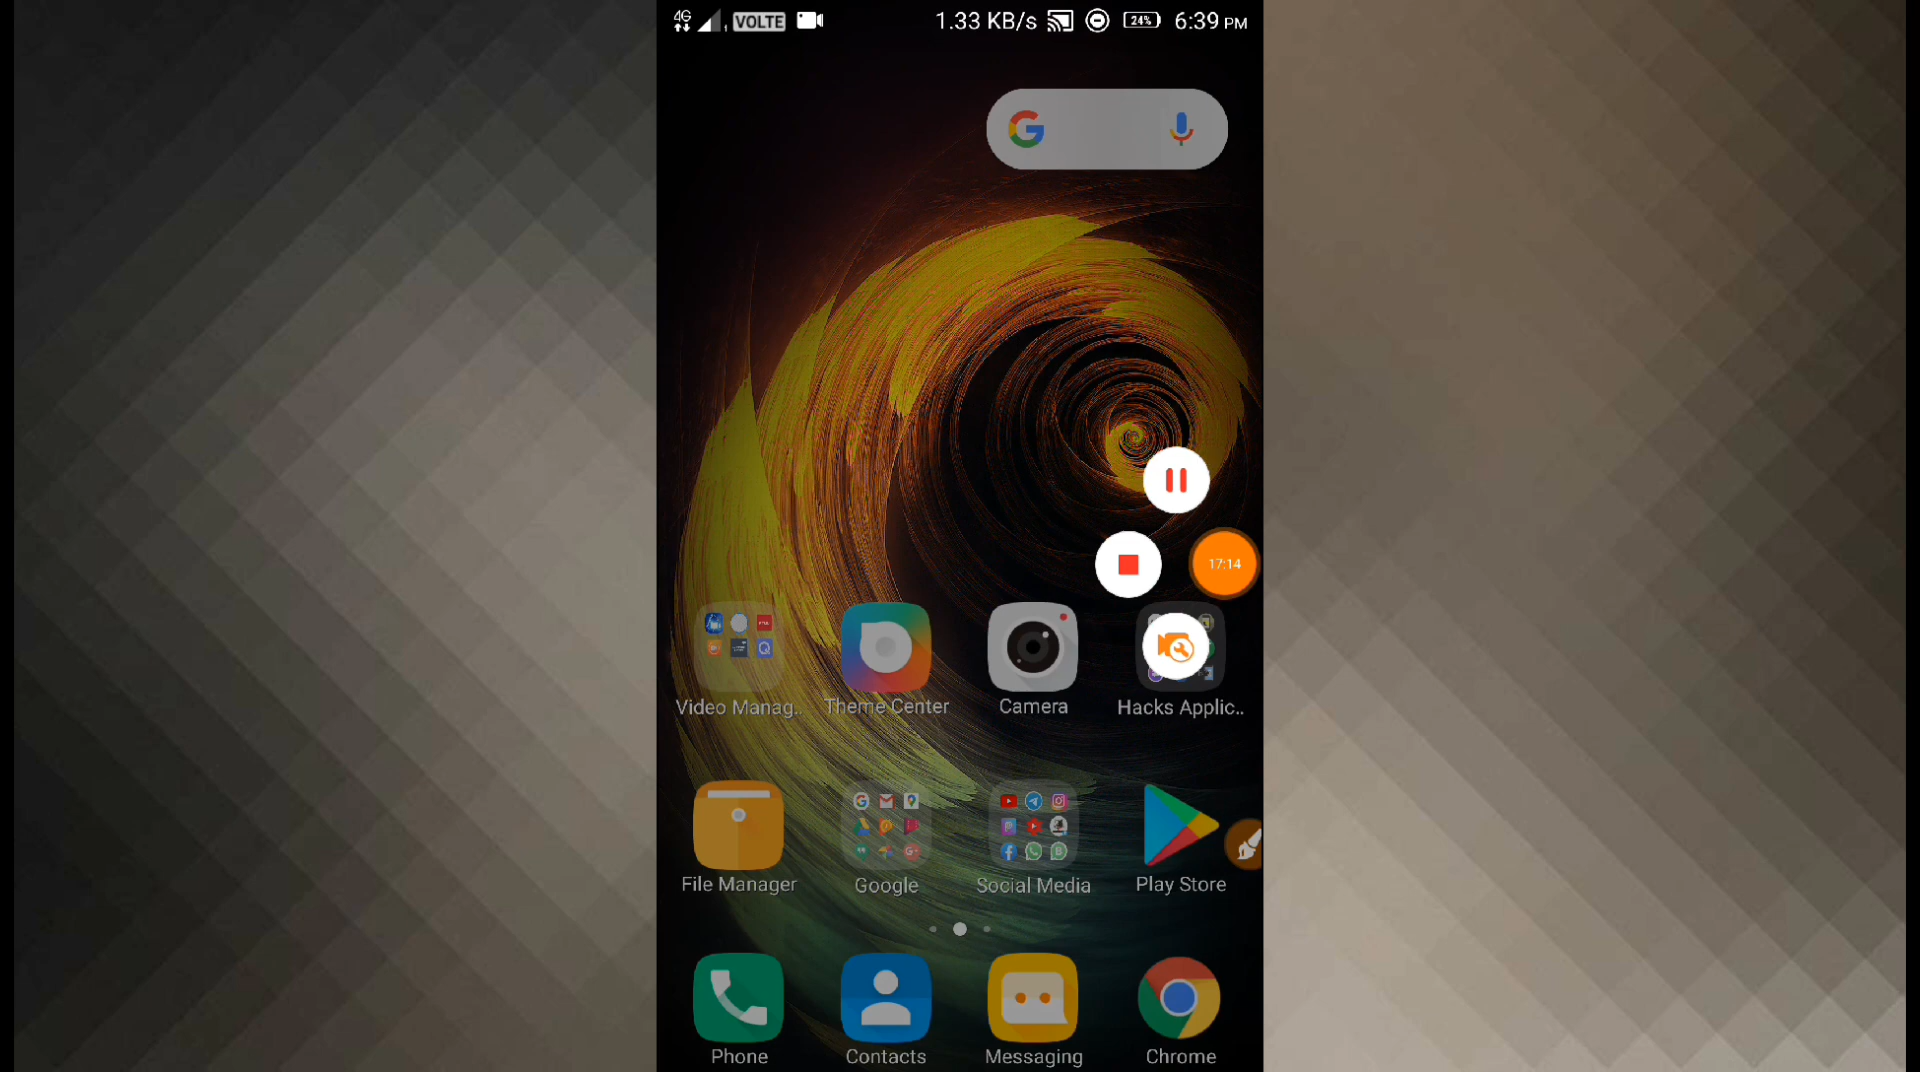 4G VOLTE 1.33 KB/s 24% 6:39 PM
17:14
Video Manag.. Theme Center Camera Hacks Applic..
File Manager Google Social Media Play Store
Phone Contacts Messaging Chrome